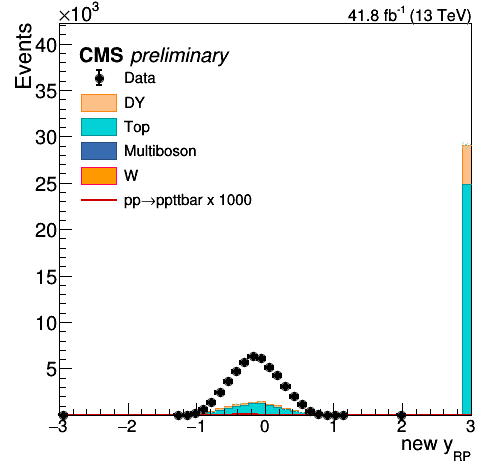 ×10³
41.8 fb⁻¹ (13 TeV)
Events
CMS preliminary
Data
DY
Top
Multiboson
W
pp→ppttbar x 1000
40
35
30
25
20
15
10
5
−3 −2 −1 0 1 2 3
new y_RP